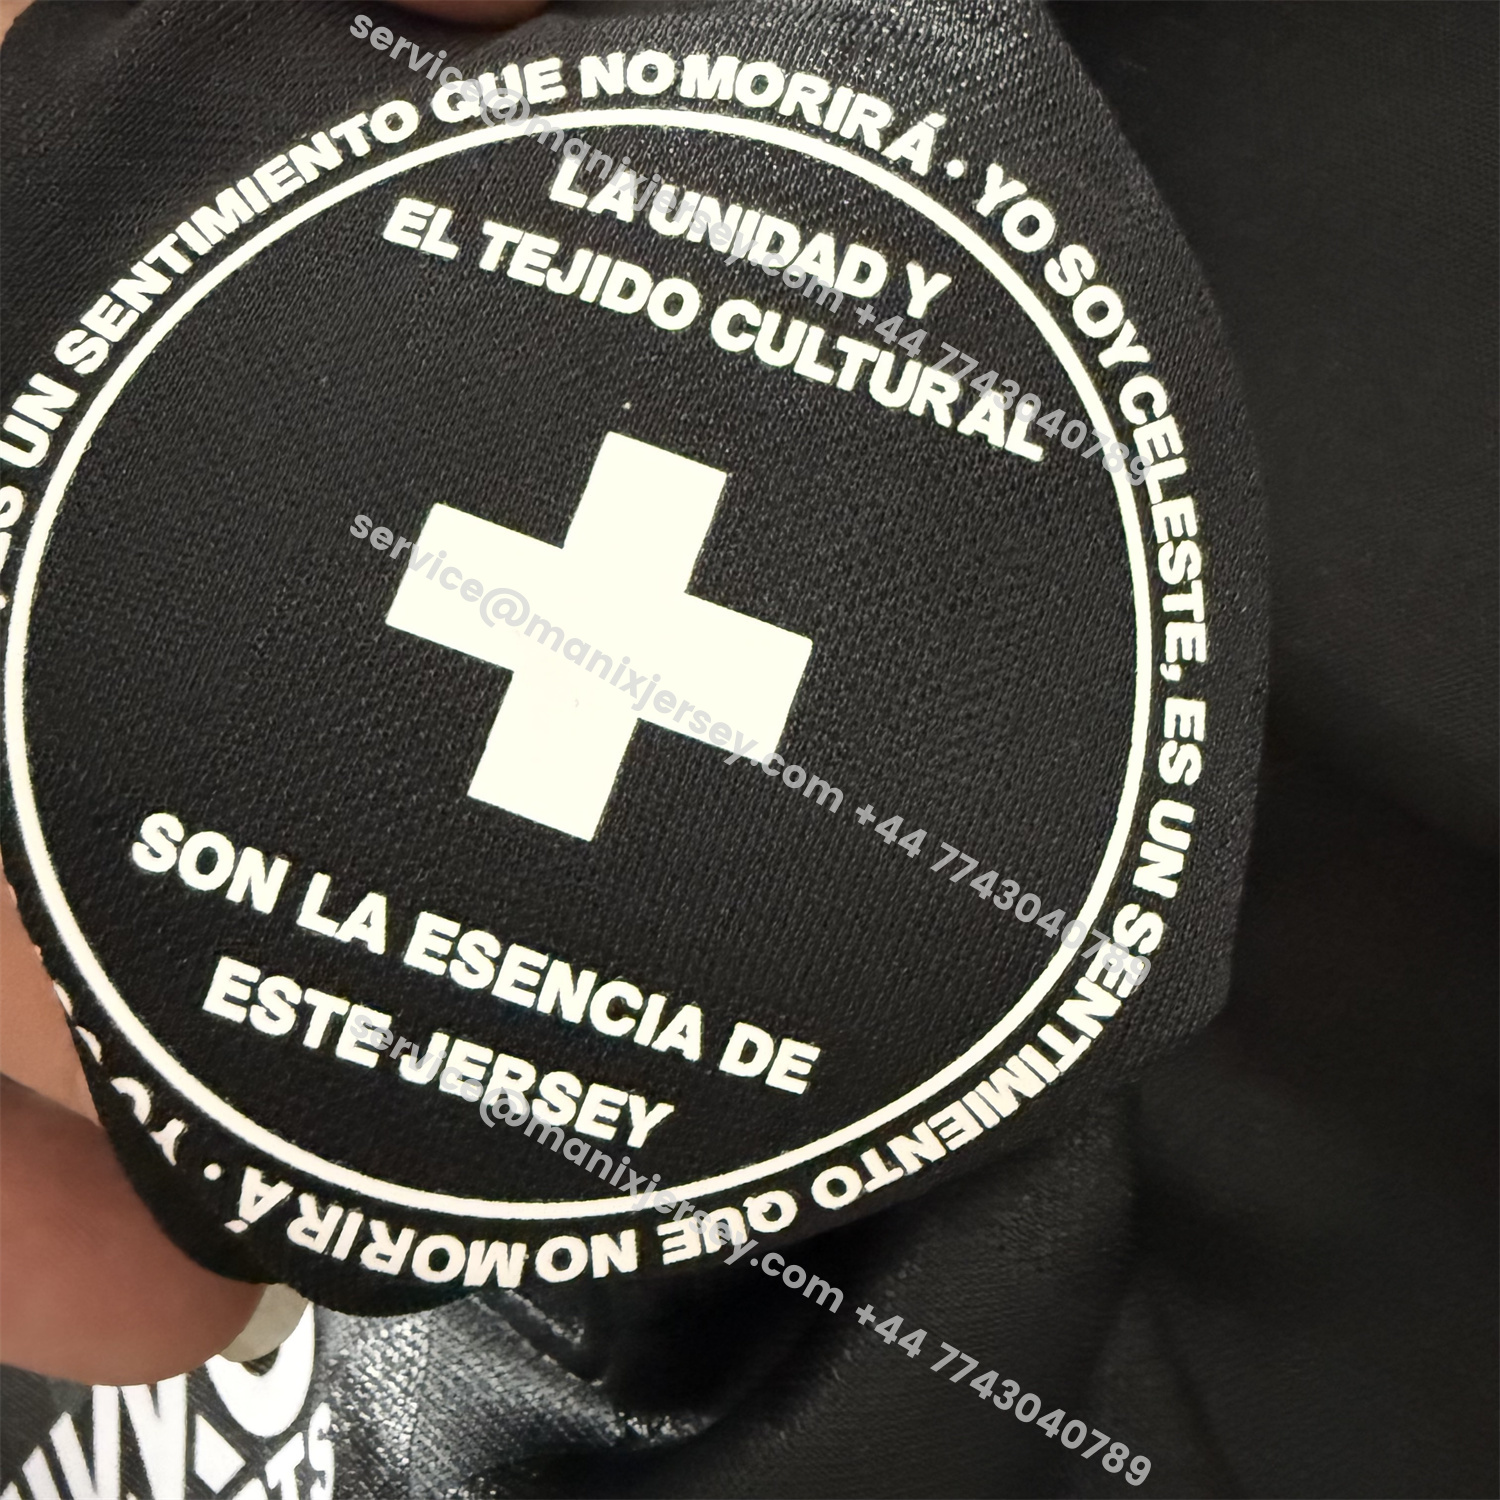 ES UN SENTIMIENTO QUE NO MORIRÁ · YO SOY CELESTE, ES UN SENTIMIENTO QUE NO MORIRÁ · YO
LA UNIDAD Y
EL TEJIDO CULTURAL
SON LA ESENCIA DE
ESTE JERSEY
service@manixjersey.com +44 7743040789
service@manixjersey.com +44 7743040789
service@manixjersey.com +44 7743040789